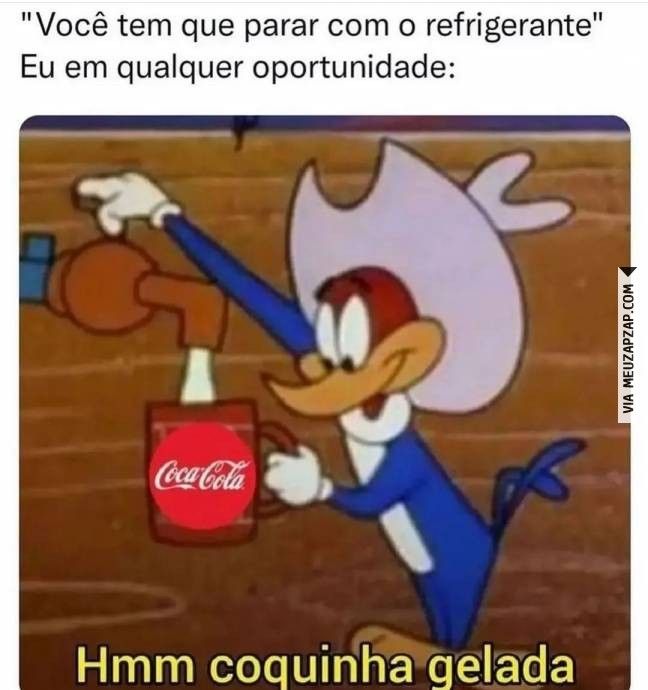 "Você tem que parar com o refrigerante"
Eu em qualquer oportunidade:
VIA MEUZAPZAP.COM
Coca-Cola
Hmm coquinha gelada